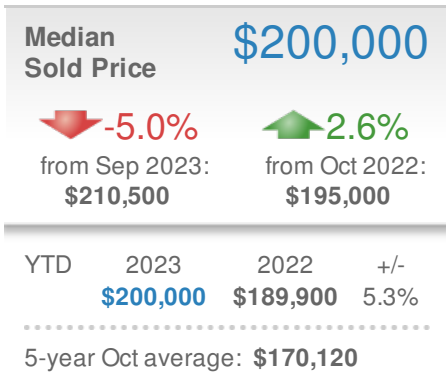 Median
Sold Price
$200,000
-5.0%
from Sep 2023:
$210,500
2.6%
from Oct 2022:
$195,000
YTD 2023 2022 +/-
$200,000 $189,900 5.3%
5-year Oct average: $170,120